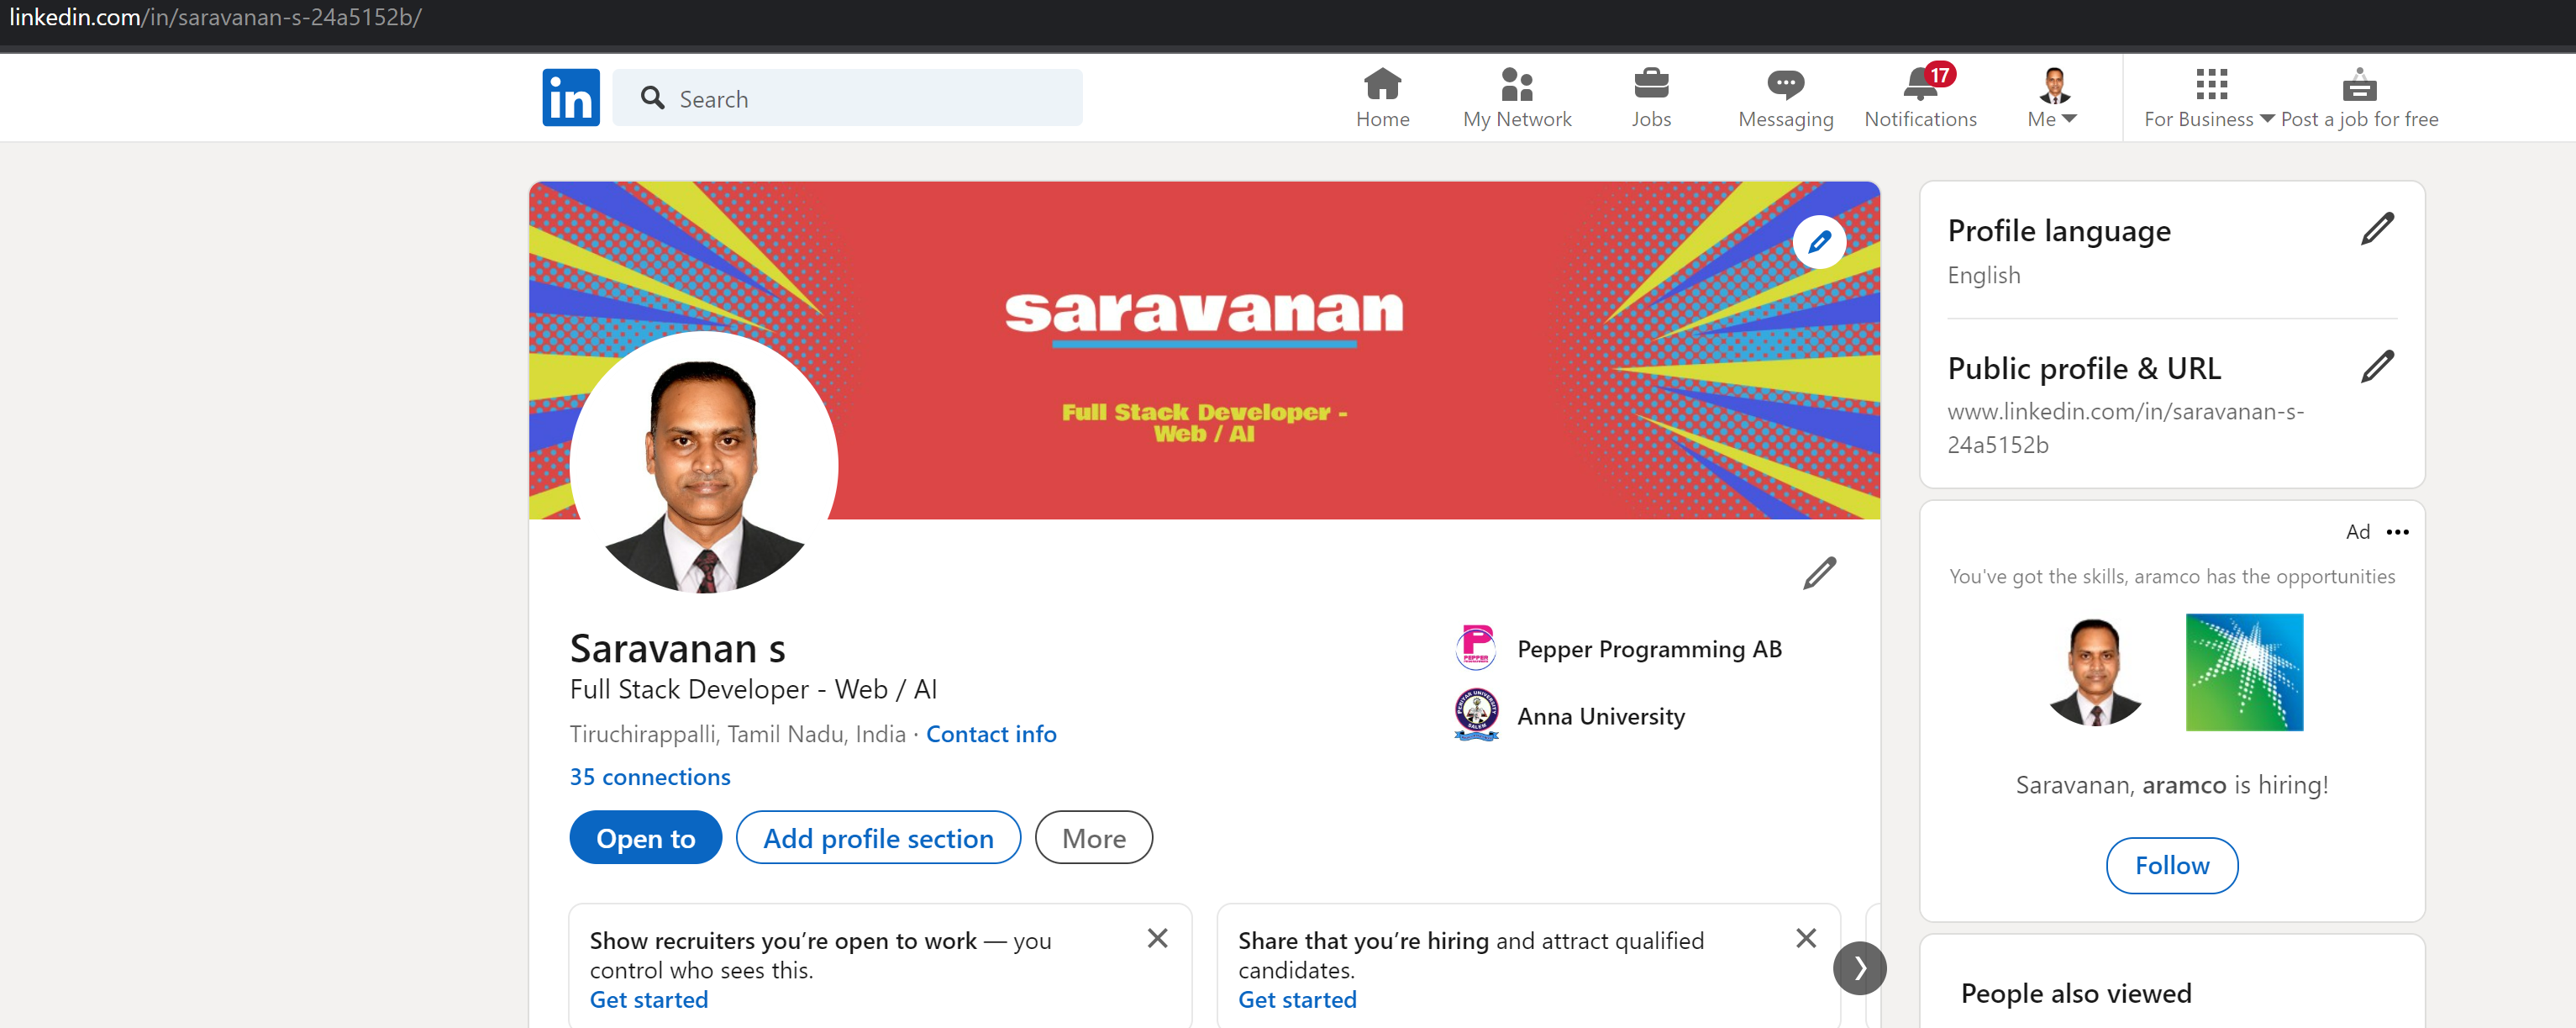 linkedin.com/in/saravanan-s-24a5152b/
in
Search
Home
My Network
Jobs
Messaging
17
Notifications
Me
For Business
Post a job for free
saravanan
Full Stack Developer -
Web / AI
Saravanan s
Full Stack Developer - Web / AI
Tiruchirappalli, Tamil Nadu, India · Contact info
35 connections
Open to
Add profile section
More
P
PEPPER
Pepper Programming AB
Anna University
Show recruiters you’re open to work — you
control who sees this.
Get started
Share that you’re hiring and attract qualified
candidates.
Get started
Profile language
English
Public profile & URL
www.linkedin.com/in/saravanan-s-
24a5152b
Ad
You've got the skills, aramco has the opportunities
Saravanan, aramco is hiring!
Follow
People also viewed